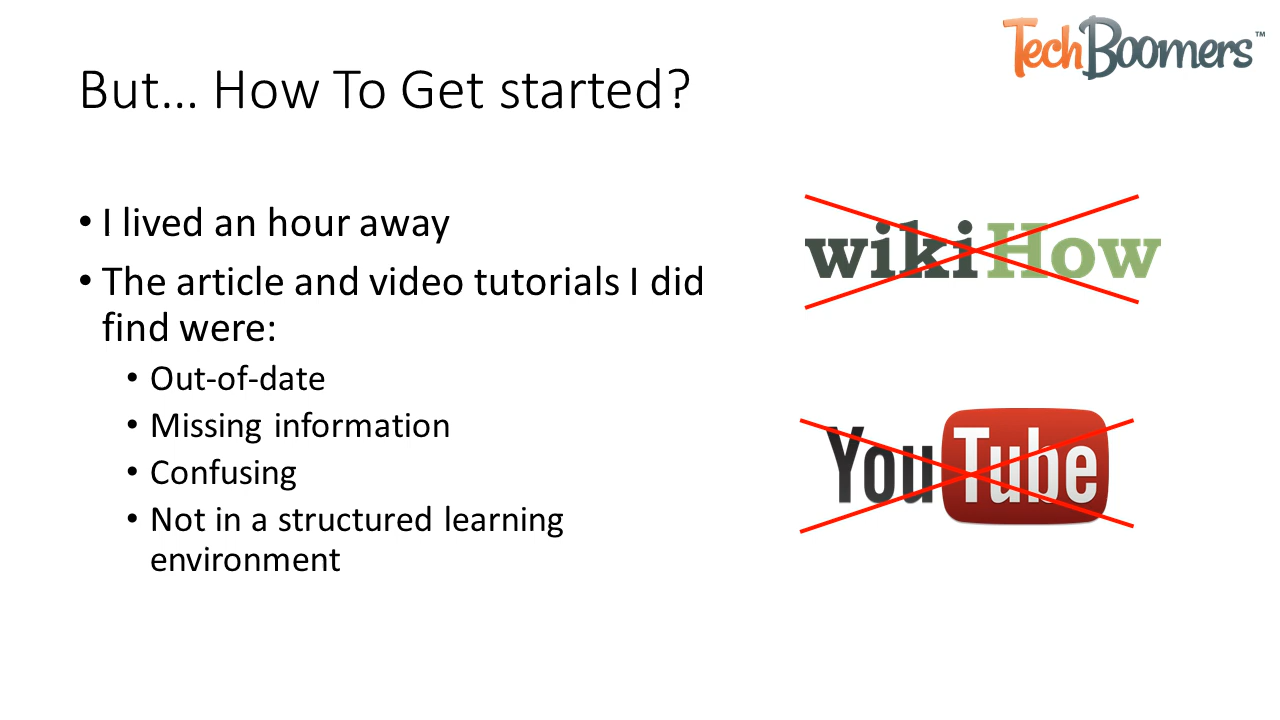 TechBoomers™
But… How To Get started?
• I lived an hour away
• The article and video tutorials I did
find were:
• Out-of-date
• Missing information
• Confusing
• Not in a structured learning
environment
wikiHow
YouTube